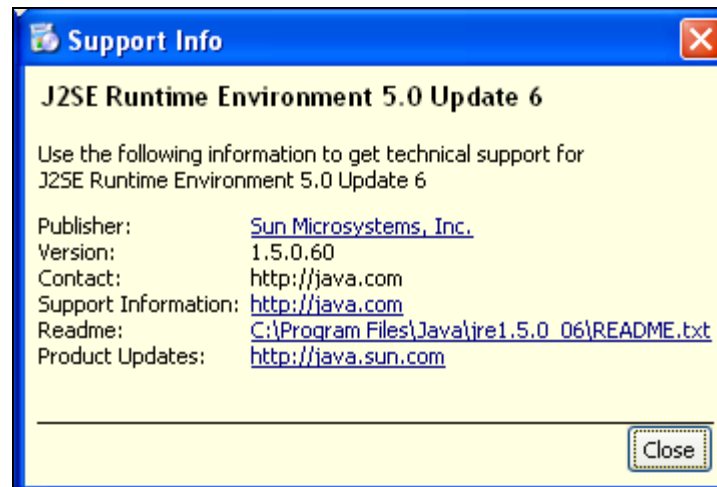 Support Info
J2SE Runtime Environment 5.0 Update 6
Use the following information to get technical support for
J2SE Runtime Environment 5.0 Update 6
Publisher: Sun Microsystems, Inc.
Version: 1.5.0.60
Contact: http://java.com
Support Information: http://java.com
Readme: C:\Program Files\Java\jre1.5.0_06\README.txt
Product Updates: http://java.sun.com
Close